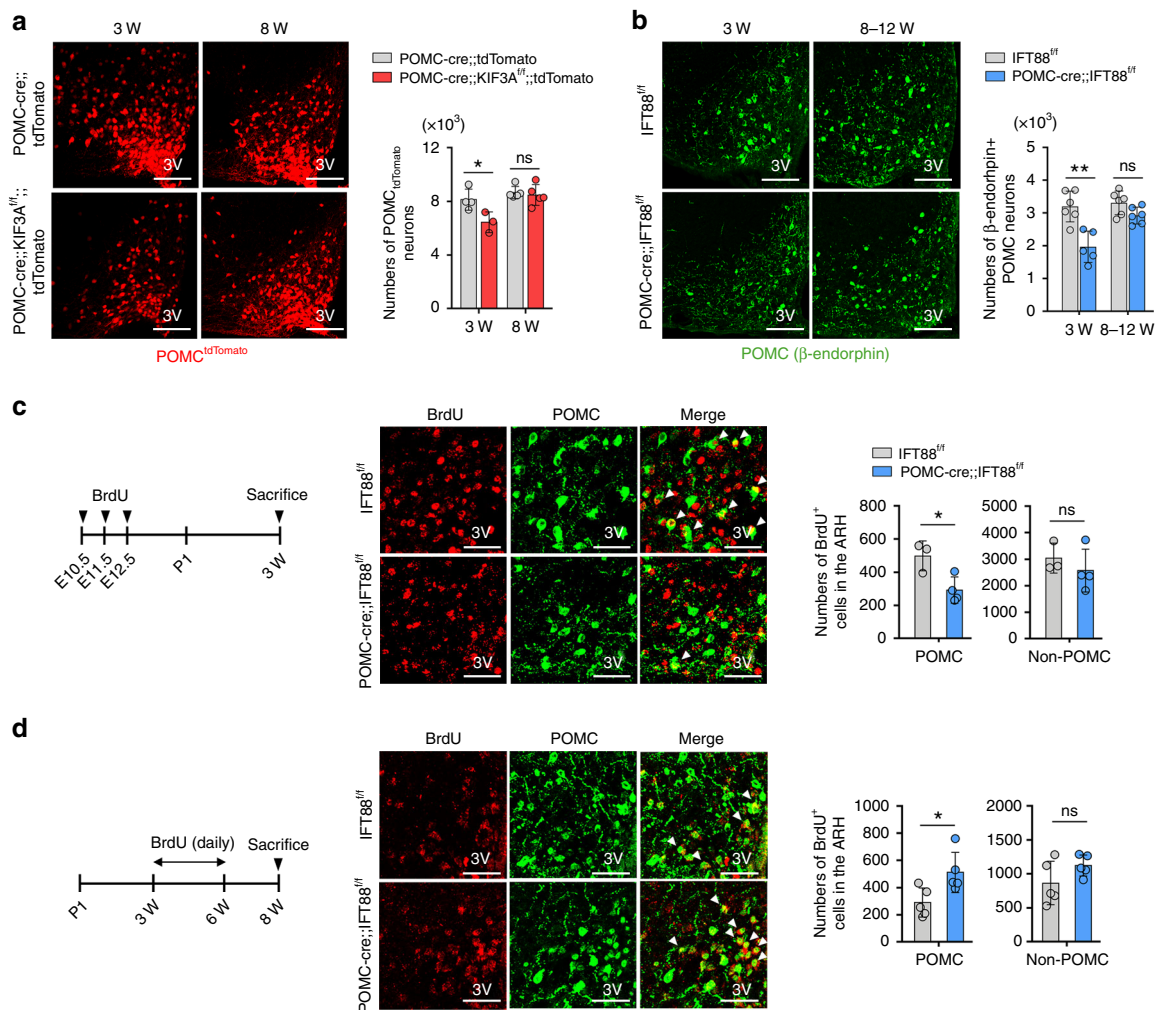 a
3 W
8 W
POMC-cre;;
tdTomato
POMC-cre;;KIF3A^f/f;;
tdTomato
3V
3V
3V
3V
POMC^tdTomato
POMC-cre;;tdTomato
POMC-cre;;KIF3A^f/f;;tdTomato
(×10³)
Numbers of POMC_tdTomato
neurons
12
8
4
0
*
ns
3 W
8 W
b
3 W
8–12 W
IFT88^f/f
POMC-cre;;IFT88^f/f
3V
3V
3V
3V
POMC (β-endorphin)
IFT88^f/f
POMC-cre;;IFT88^f/f
(×10³)
Numbers of β-endorhpin+
POMC neurons
5
4
3
2
1
0
**
ns
3 W
8–12 W
c
BrdU
Sacrifice
E10.5
E11.5
E12.5
P1
3 W
BrdU
POMC
Merge
IFT88^f/f
POMC-cre;;IFT88^f/f
3V
3V
3V
3V
3V
3V
IFT88^f/f
POMC-cre;;IFT88^f/f
Numbers of BrdU⁺
cells in the ARH
800
600
400
200
0
*
POMC
5000
4000
3000
2000
1000
0
ns
Non-POMC
d
BrdU (daily)
Sacrifice
P1
3 W
6 W
8 W
BrdU
POMC
Merge
IFT88^f/f
POMC-cre;;IFT88^f/f
3V
3V
3V
3V
3V
3V
Numbers of BrdU⁺
cells in the ARH
1000
800
600
400
200
0
*
POMC
2000
1500
1000
500
0
ns
Non-POMC